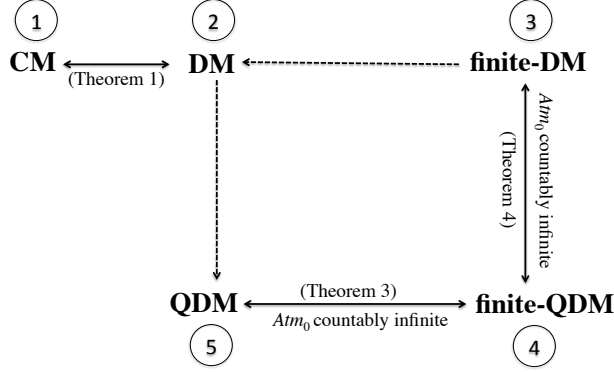 1
2
3
CM
DM
finite-DM
(Theorem 1)
Atm₀ countably infinite
(Theorem 4)
QDM
(Theorem 3)
Atm₀ countably infinite
finite-QDM
5
4